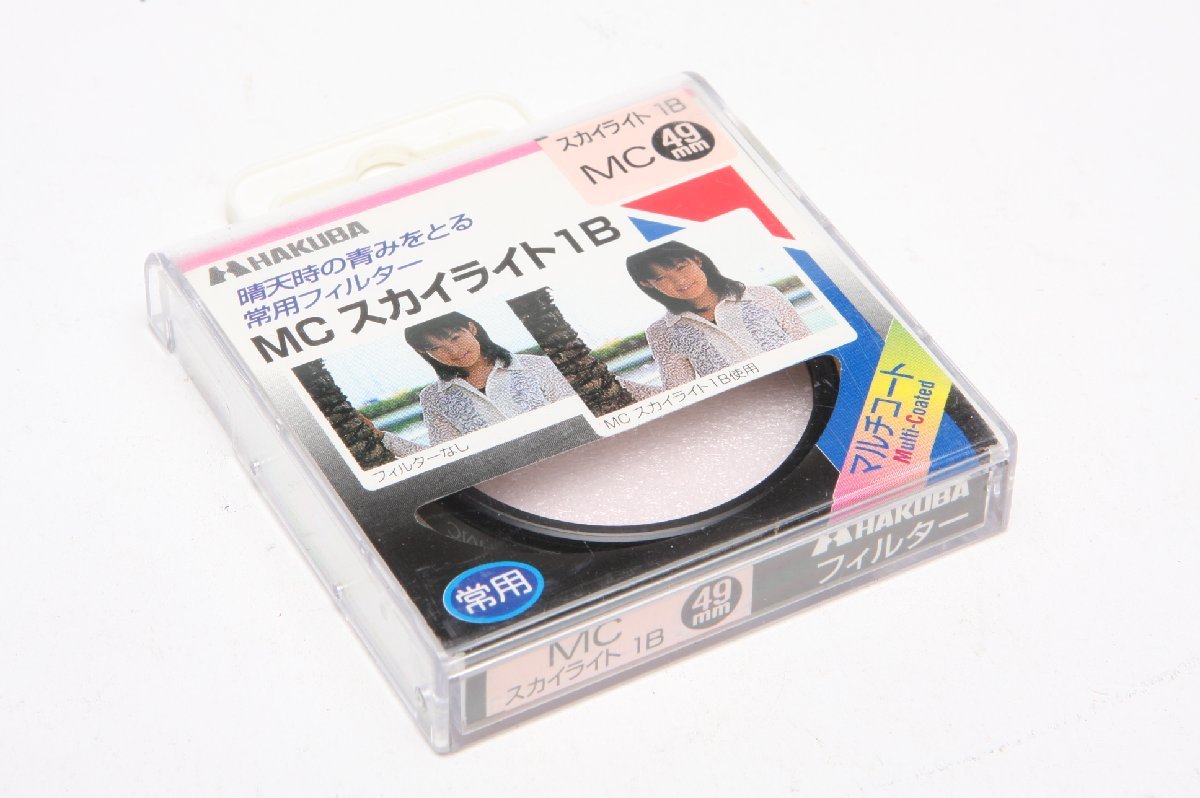 スカイライト 1B
MC 49mm
HAKUBA
晴天時の青みをとる
常用フィルター
MC スカイライト1B
フィルターなし
MC スカイライト1B使用
マルチコート
Multi-Coated
常用
HAKUBA
フィルター
MC
スカイライト 1B
49mm